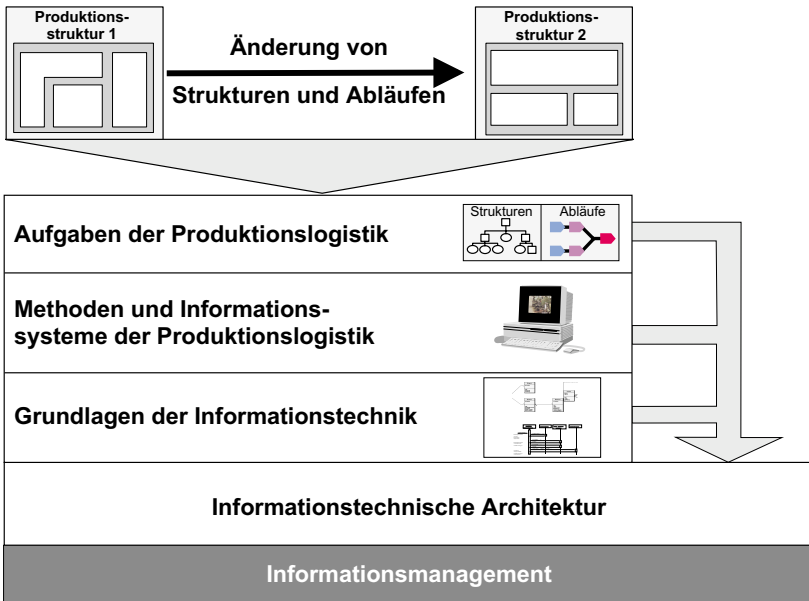 Produktions-
struktur 1
Änderung von
Strukturen und Abläufen
Produktions-
struktur 2
Aufgaben der Produktionslogistik
Strukturen
Abläufe
Methoden und Informations-
systeme der Produktionslogistik
Grundlagen der Informationstechnik
Informationstechnische Architektur
Informationsmanagement